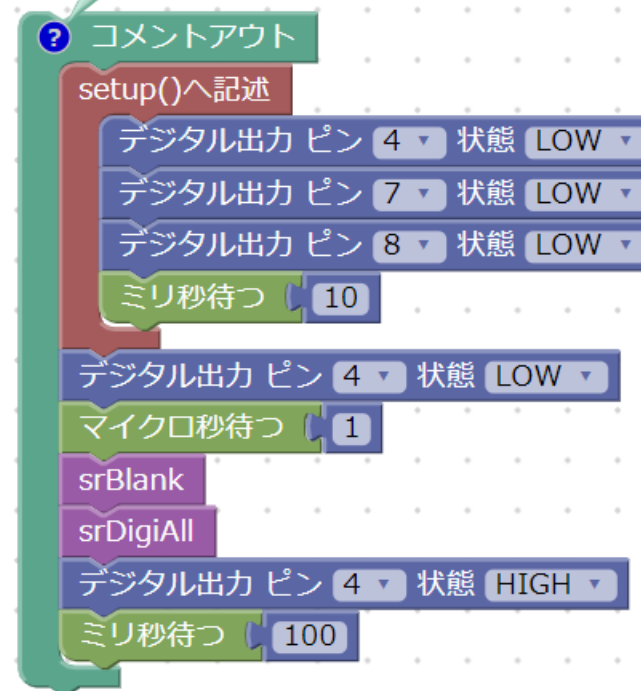 ? コメントアウト
setup()へ記述
デジタル出力 ピン 4 状態 LOW
デジタル出力 ピン 7 状態 LOW
デジタル出力 ピン 8 状態 LOW
ミリ秒待つ 10
デジタル出力 ピン 4 状態 LOW
マイクロ秒待つ 1
srBlank
srDigiAll
デジタル出力 ピン 4 状態 HIGH
ミリ秒待つ 100